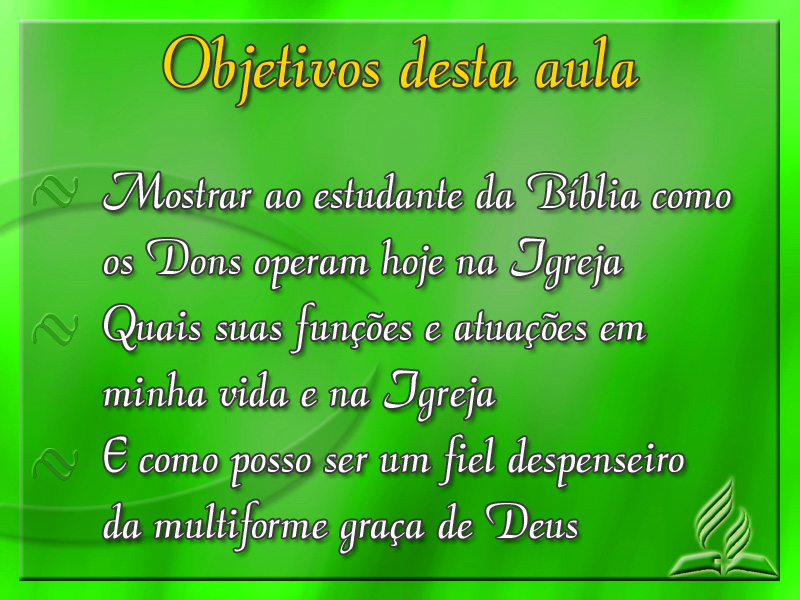 Objetivos desta aula
Mostrar ao estudante da Bíblia como
os Dons operam hoje na Igreja
Quais suas funções e atuações em
minha vida e na Igreja
E como posso ser um fiel despenseiro
da multiforme graça de Deus